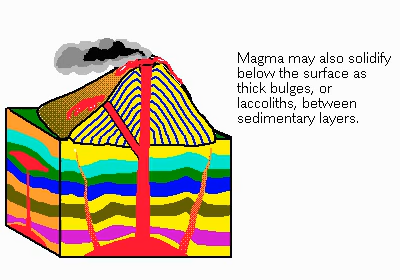 Magma may also solidify
below the surface as
thick bulges, or
laccoliths, between
sedimentary layers.